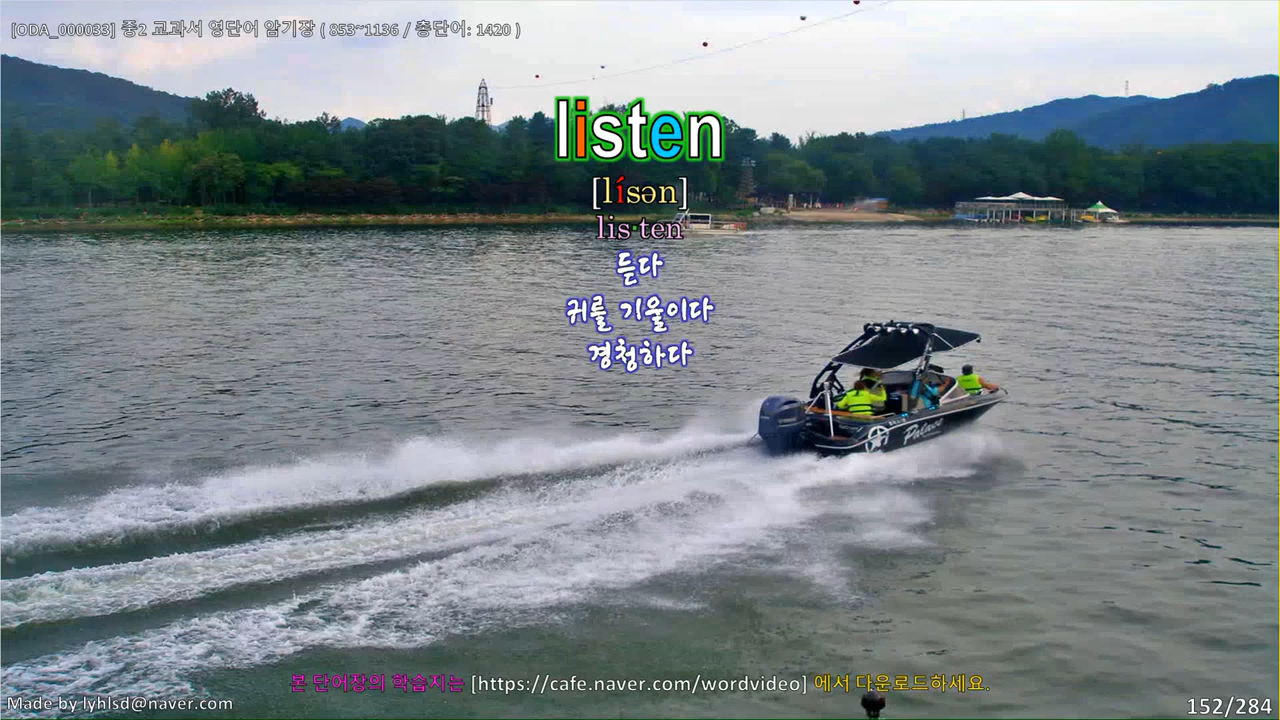 [ODA_000033] 중2 교과서 영단어 암기장 ( 853~1136 / 총단어: 1420 )
listen
[lísən]
lis·ten
듣다
귀를 기울이다
경청하다
Palace
본 단어장의 학습지는 [https://cafe.naver.com/wordvideo] 에서 다운로드하세요.
Made by lyhlsd@naver.com
152/284